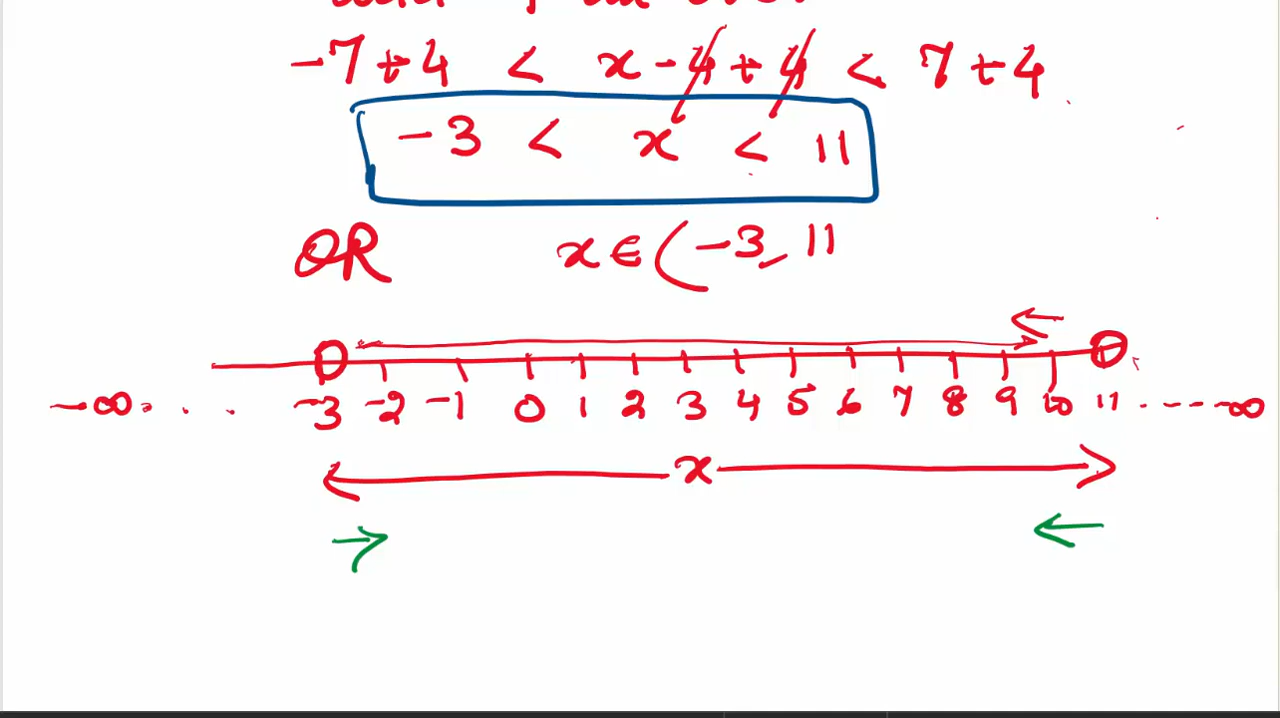 -7+4 < x-4+4 < 7+4
-3 < x < 11
OR x ∈ (-3, 11
-∞. . . . -3 -2 -1 0 1 2 3 4 5 6 7 8 9 10 11 . - - - -∞
x